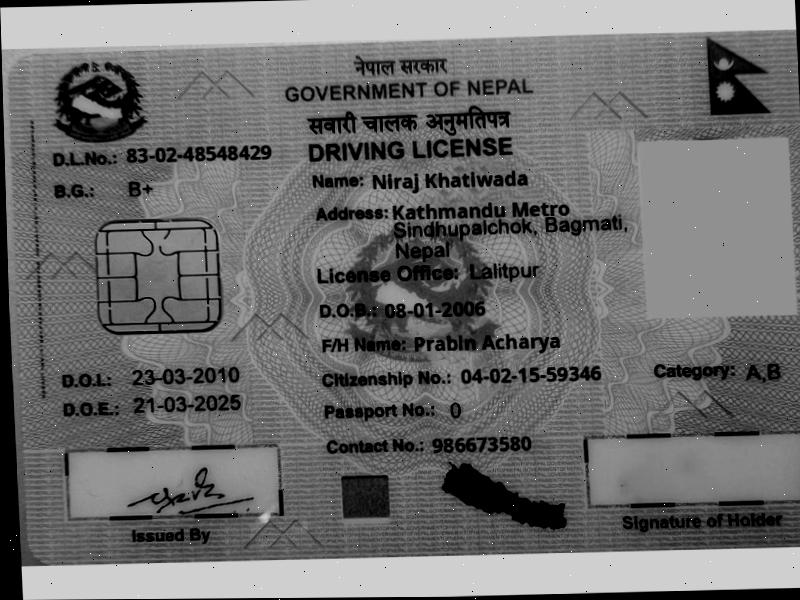 नेपाल सरकार
GOVERNMENT OF NEPAL
सवारी चालक अनुमतिपत्र
DRIVING LICENSE
D.L.No.: 83-02-48548429
B.G.: B+
Name: Niraj Khatiwada
Address: Kathmandu Metro
Sindhupalchok, Bagmati,
Nepal
License Office: Lalitpur
D.O.B.: 08-01-2006
F/H Name: Prabin Acharya
D.O.I.: 23-03-2010
Citizenship No.: 04-02-15-59346
Category: A,B
D.O.E.: 21-03-2025
Passport No.: 0
Contact No.: 986673580
Issued By
Signature of Holder